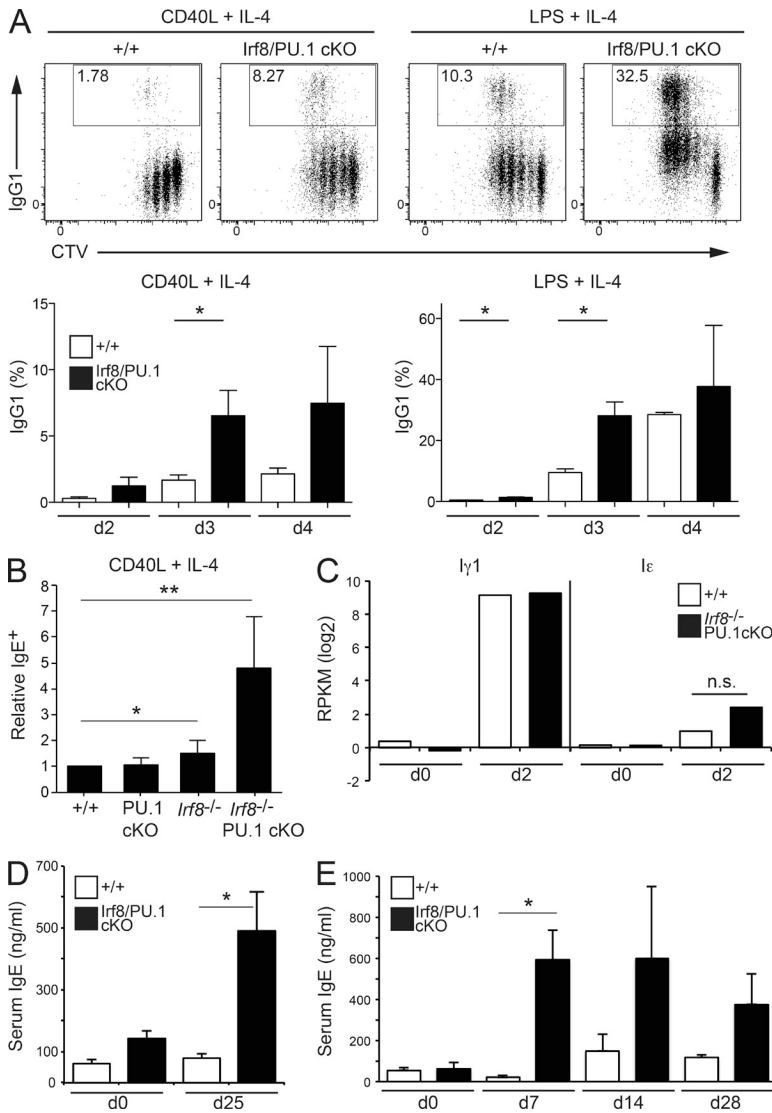 A
CD40L + IL-4
LPS + IL-4
+/+
Irf8/PU.1 cKO
+/+
Irf8/PU.1 cKO
1.78
8.27
10.3
32.5
IgG1
0
0
0
0
0
0
0
0
CTV
CD40L + IL-4
LPS + IL-4
IgG1 (%)
15
10
5
0
+/+
Irf8/PU.1
cKO
*
d2
d3
d4
IgG1 (%)
60
40
20
0
*
*
d2
d3
d4
B
CD40L + IL-4
Relative IgE+
8
7
6
5
4
3
2
1
0
**
*
+/+
PU.1
cKO
Irf8-/-
Irf8-/-
PU.1 cKO
C
Iγ1
Iε
RPKM (log2)
10
8
6
4
2
0
-2
+/+
Irf8-/-
PU.1cKO
n.s.
d0
d2
d0
d2
D
Serum IgE (ng/ml)
700
500
300
100
0
+/+
Irf8/PU.1
cKO
*
d0
d25
E
Serum IgE (ng/ml)
1000
800
600
400
200
0
+/+
Irf8/PU.1
cKO
*
d0
d7
d14
d28